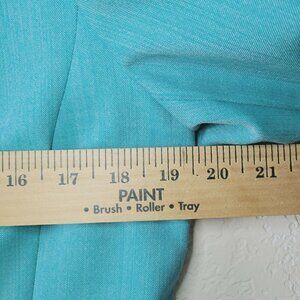 16 17 18 19 20 21
PAINT
• Brush • Roller • Tray